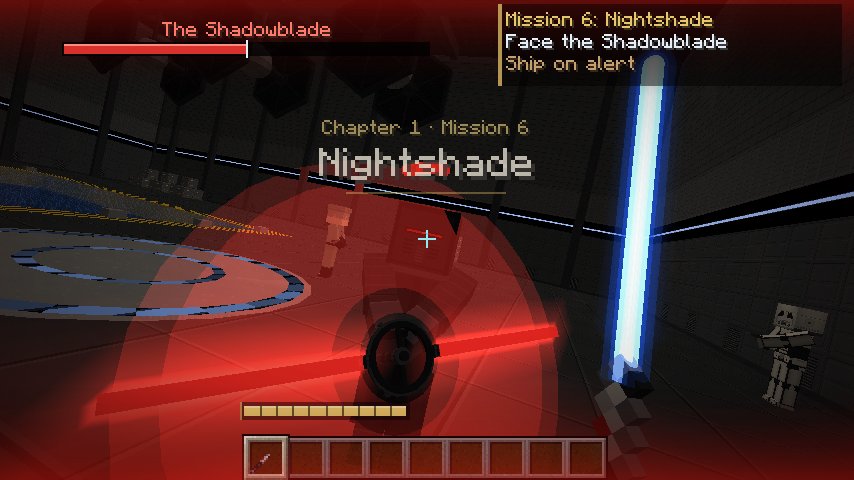 The Shadowblade
Mission 6: Nightshade
Face the Shadowblade
Ship on alert
Chapter 1 · Mission 6
Nightshade